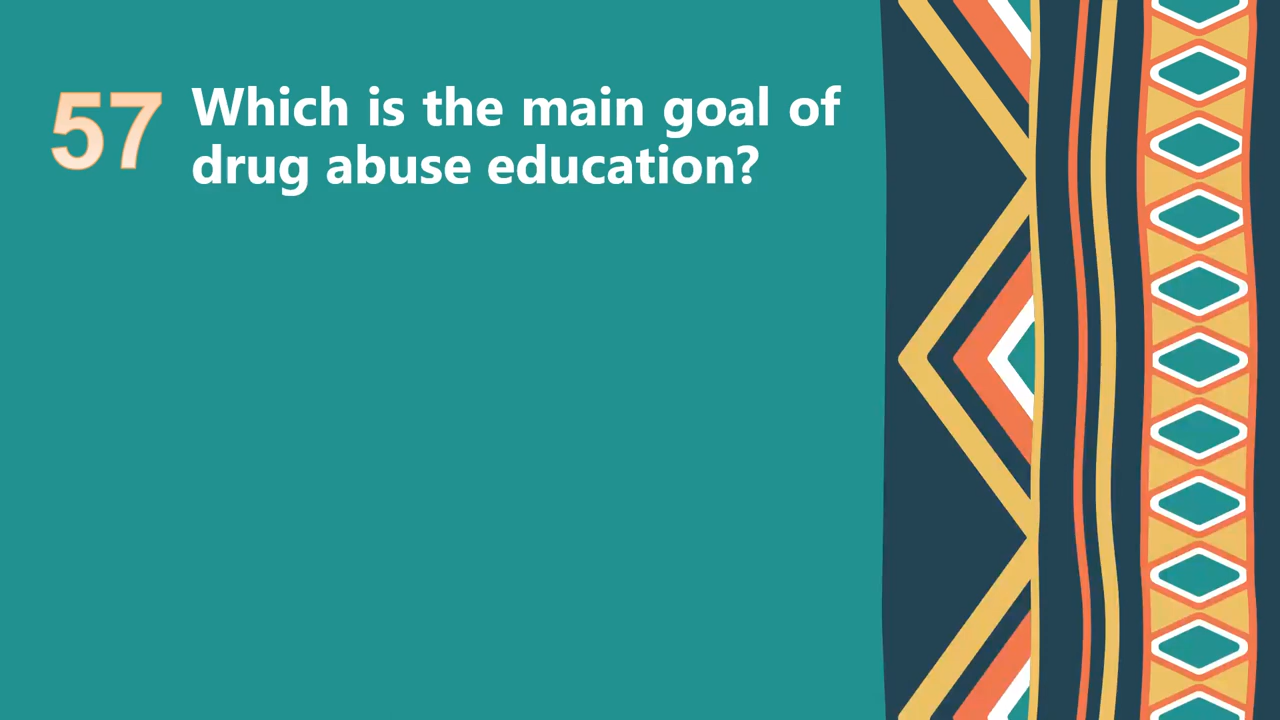 57 Which is the main goal of
drug abuse education?